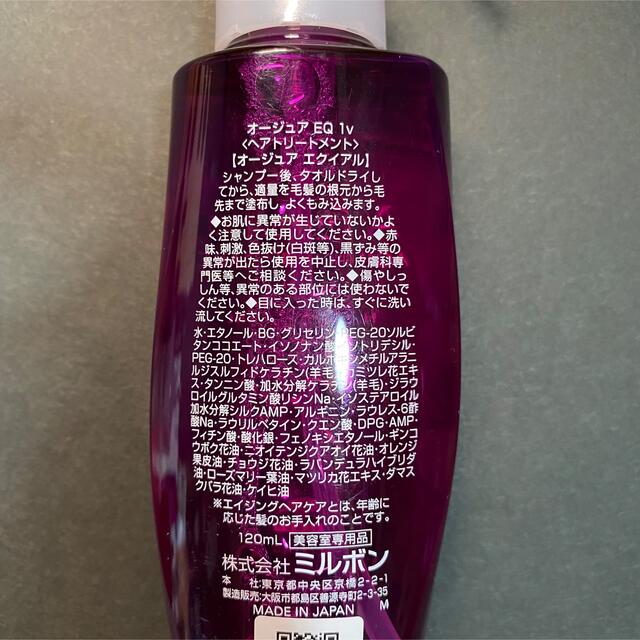 オージュア EQ 1v
〈ヘアトリートメント〉
【オージュア エクイアル】
シャンプー後、タオルドライし
てから、適量を毛髪の根元から毛
先まで塗布し、よくもみ込みます。
◆お肌に異常が生じていないかよ
く注意して使用してください。◆赤
味、刺激、色抜け(白斑等)、黒ずみ等の
異常が出たら使用を中止し、皮膚科専
門医等へご相談ください。◆傷やしっ
しん等、異常のある部位には使わないで
ください。◆目に入った時は、すぐに洗い
流してください。
水・エタノール・BG・グリセリン・PEG-20ソルビ
タンココエート・イソノナン酸イソトリデシル・
PEG-20・トレハロース・カルボキシメチルアラニ
ルジスルフィドケラチン(羊毛)・カミツレ花エキ
ス・タンニン酸・加水分解ケラチン(羊毛)・ジラウ
ロイルグルタミン酸リシンNa・イソステアロイル
加水分解シルクAMP・アルギニン・ラウレス-6酢
酸Na・ラウリルベタイン・クエン酸・DPG・AMP・
フィチン酸・酸化銀・フェノキシエタノール・ギンコ
ウボク花油・ニオイテンジクアオイ花油・オレンジ
果皮油・チョウジ花油・ラバンデュラハイブリダ
油・ローズマリー葉油・マツリカ花エキス・ダマス
クバラ花油・ケイヒ油
※エイジングヘアケアとは、年齢に
応じた髪のお手入れのことです。
120mL 美容室専用品
株式会社 ミルボン
本 社:東京都中央区京橋2-2-1
製造販売:大阪市都島区善源寺町2-3-35
MADE IN JAPAN M